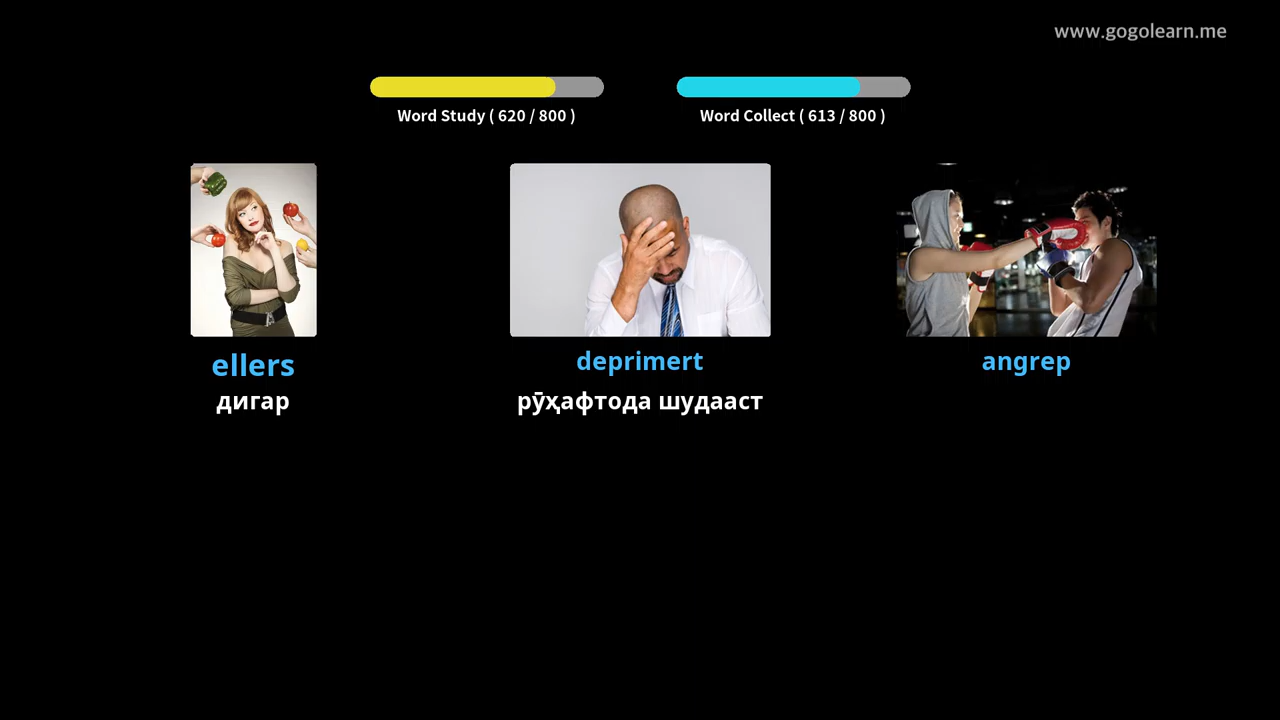 www.gogolearn.me
Word Study ( 620 / 800 )
Word Collect ( 613 / 800 )
ellers
дигар
deprimert
рӯҳафтода шудааст
angrep